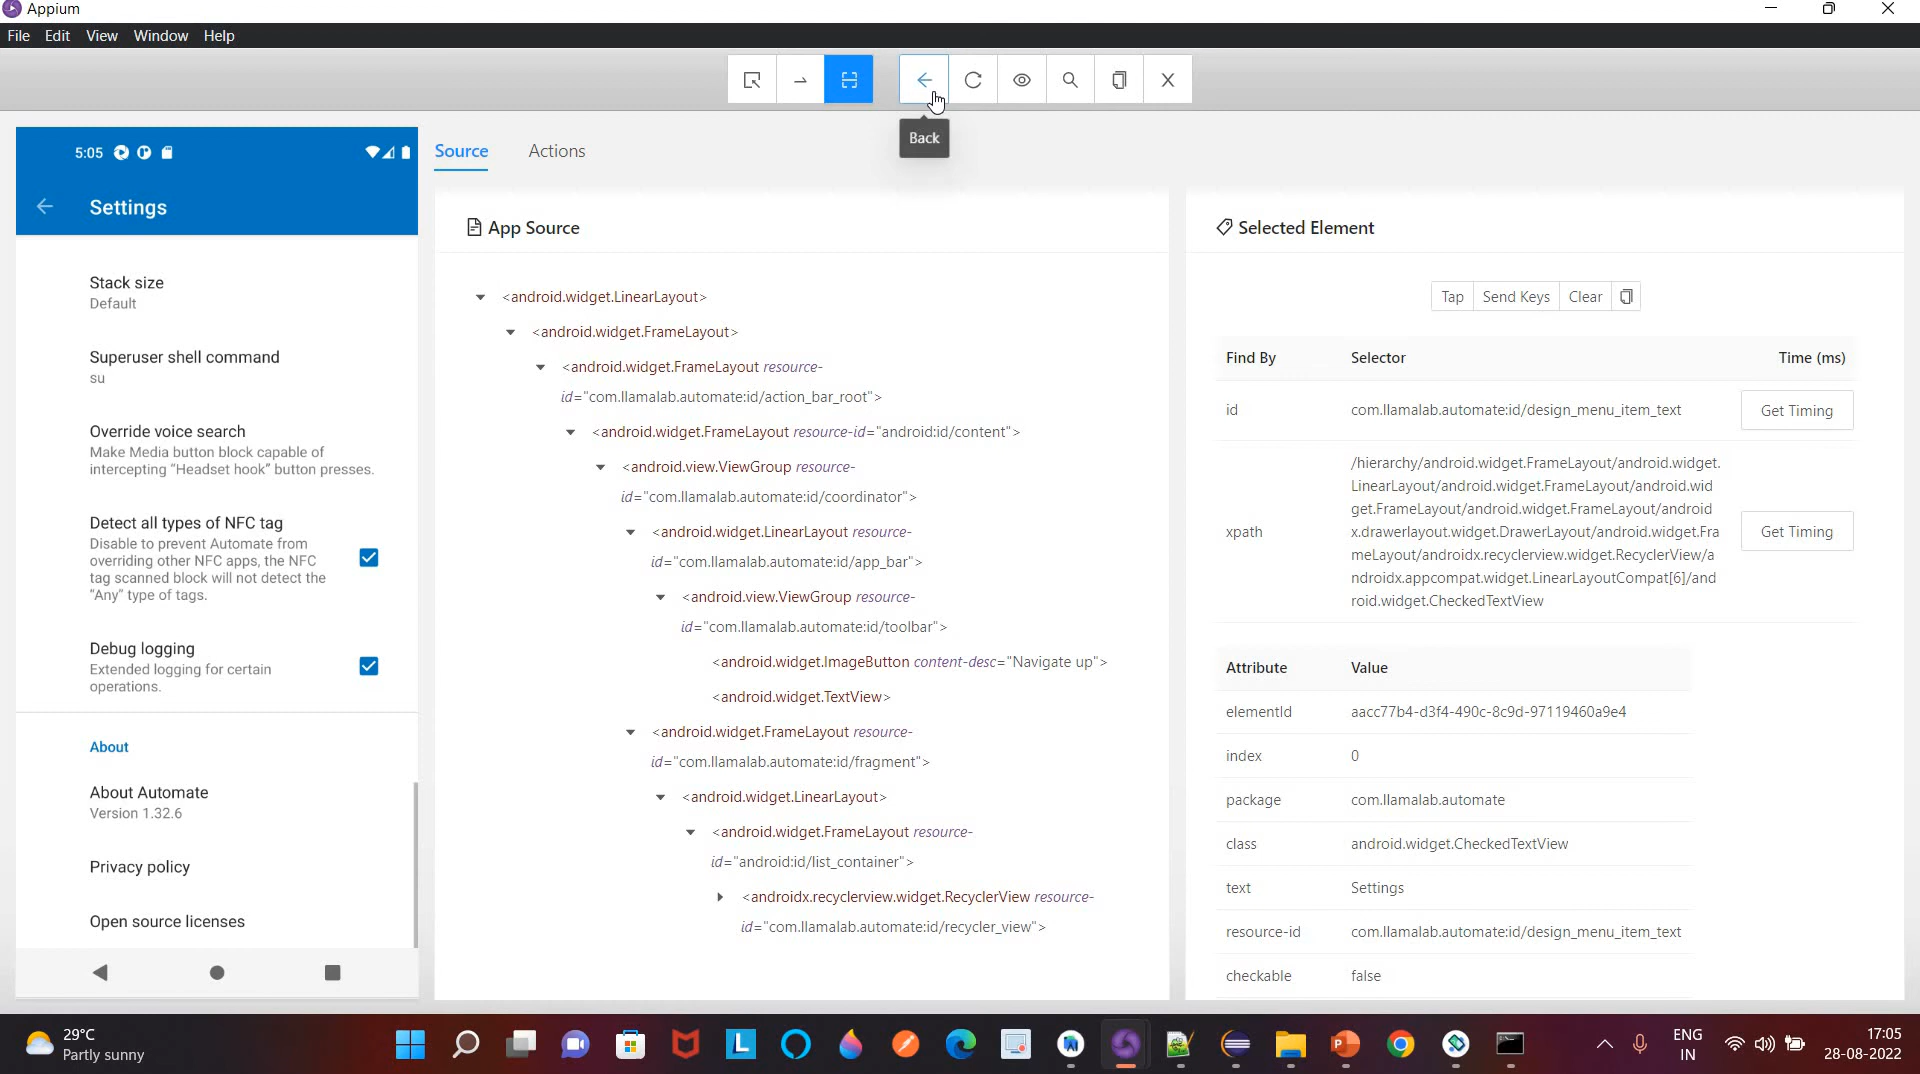 Appium
File Edit View Window Help
Back
5:05
Settings
Stack size
Default
Superuser shell command
su
Override voice search
Make Media button block capable of
intercepting “Headset hook” button presses.
Detect all types of NFC tag
Disable to prevent Automate from
overriding other NFC apps, the NFC
tag scanned block will not detect the
“Any” type of tags.
Debug logging
Extended logging for certain
operations.
About
About Automate
Version 1.32.6
Privacy policy
Open source licenses
Source Actions
App Source
<android.widget.LinearLayout>
<android.widget.FrameLayout>
<android.widget.FrameLayout resource-
id="com.llamalab.automate:id/action_bar_root">
<android.widget.FrameLayout resource-id="android:id/content">
<android.view.ViewGroup resource-
id="com.llamalab.automate:id/coordinator">
<android.widget.LinearLayout resource-
id="com.llamalab.automate:id/app_bar">
<android.view.ViewGroup resource-
id="com.llamalab.automate:id/toolbar">
<android.widget.ImageButton content-desc="Navigate up">
<android.widget.TextView>
<android.widget.FrameLayout resource-
id="com.llamalab.automate:id/fragment">
<android.widget.LinearLayout>
<android.widget.FrameLayout resource-
id="android:id/list_container">
<androidx.recyclerview.widget.RecyclerView resource-
id="com.llamalab.automate:id/recycler_view">
Selected Element
Tap Send Keys Clear
Find By Selector Time (ms)
id com.llamalab.automate:id/design_menu_item_text Get Timing
/hierarchy/android.widget.FrameLayout/android.widget.
LinearLayout/android.widget.FrameLayout/android.wid
get.FrameLayout/android.widget.FrameLayout/android
xpath x.drawerlayout.widget.DrawerLayout/android.widget.Fra Get Timing
meLayout/androidx.recyclerview.widget.RecyclerView/a
ndroidx.appcompat.widget.LinearLayoutCompat[6]/and
roid.widget.CheckedTextView
Attribute Value
elementId aacc77b4-d3f4-490c-8c9d-97119460a9e4
index 0
package com.llamalab.automate
class android.widget.CheckedTextView
text Settings
resource-id com.llamalab.automate:id/design_menu_item_text
checkable false
29°C
Partly sunny
ENG
IN
17:05
28-08-2022